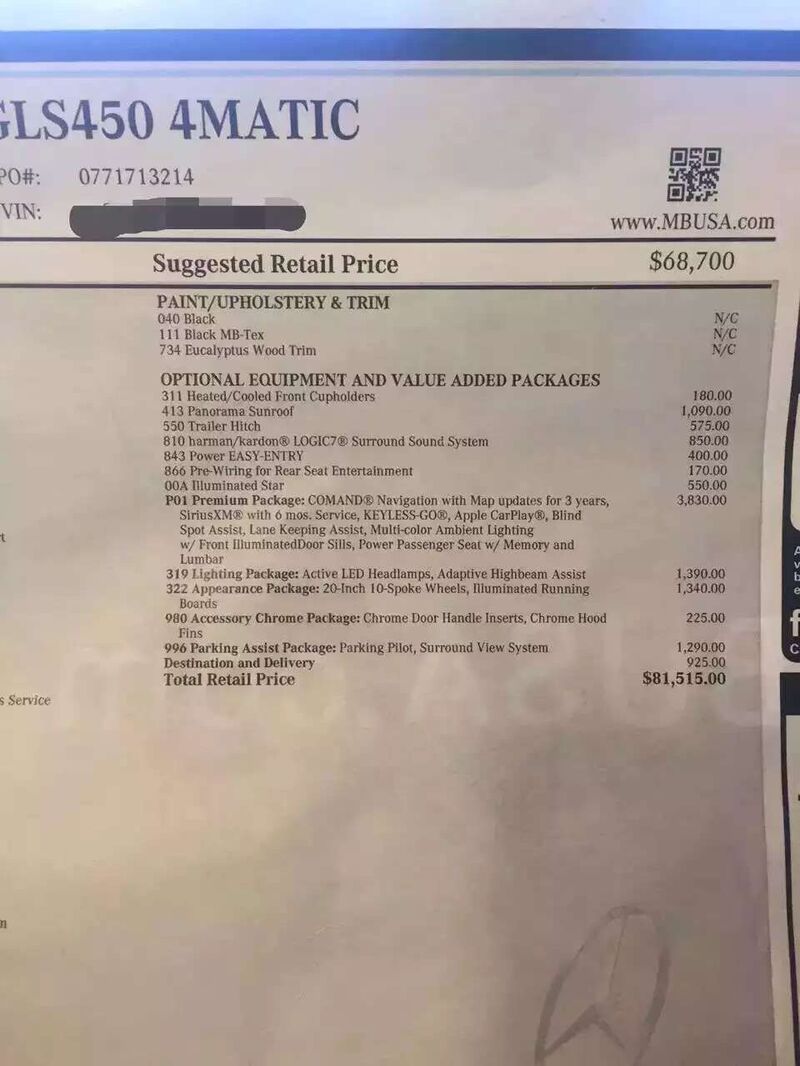 GLS450 4MATIC
PO#: 0771713214
VIN:
www.MBUSA.com
Suggested Retail Price $68,700
PAINT/UPHOLSTERY & TRIM
040 Black N/C
111 Black MB-Tex N/C
734 Eucalyptus Wood Trim N/C
OPTIONAL EQUIPMENT AND VALUE ADDED PACKAGES
311 Heated/Cooled Front Cupholders 180.00
413 Panorama Sunroof 1,090.00
550 Trailer Hitch 575.00
810 harman/kardon® LOGIC7® Surround Sound System 850.00
843 Power EASY-ENTRY 400.00
866 Pre-Wiring for Rear Seat Entertainment 170.00
00A Illuminated Star 550.00
P01 Premium Package: COMAND® Navigation with Map updates for 3 years, 3,830.00
SiriusXM® with 6 mos. Service, KEYLESS-GO®, Apple CarPlay®, Blind
Spot Assist, Lane Keeping Assist, Multi-color Ambient Lighting
w/ Front IlluminatedDoor Sills, Power Passenger Seat w/ Memory and
Lumbar
319 Lighting Package: Active LED Headlamps, Adaptive Highbeam Assist 1,390.00
322 Appearance Package: 20-Inch 10-Spoke Wheels, Illuminated Running 1,340.00
Boards
980 Accessory Chrome Package: Chrome Door Handle Inserts, Chrome Hood 225.00
Fins
996 Parking Assist Package: Parking Pilot, Surround View System 1,290.00
Destination and Delivery 925.00
Total Retail Price $81,515.00
s Service